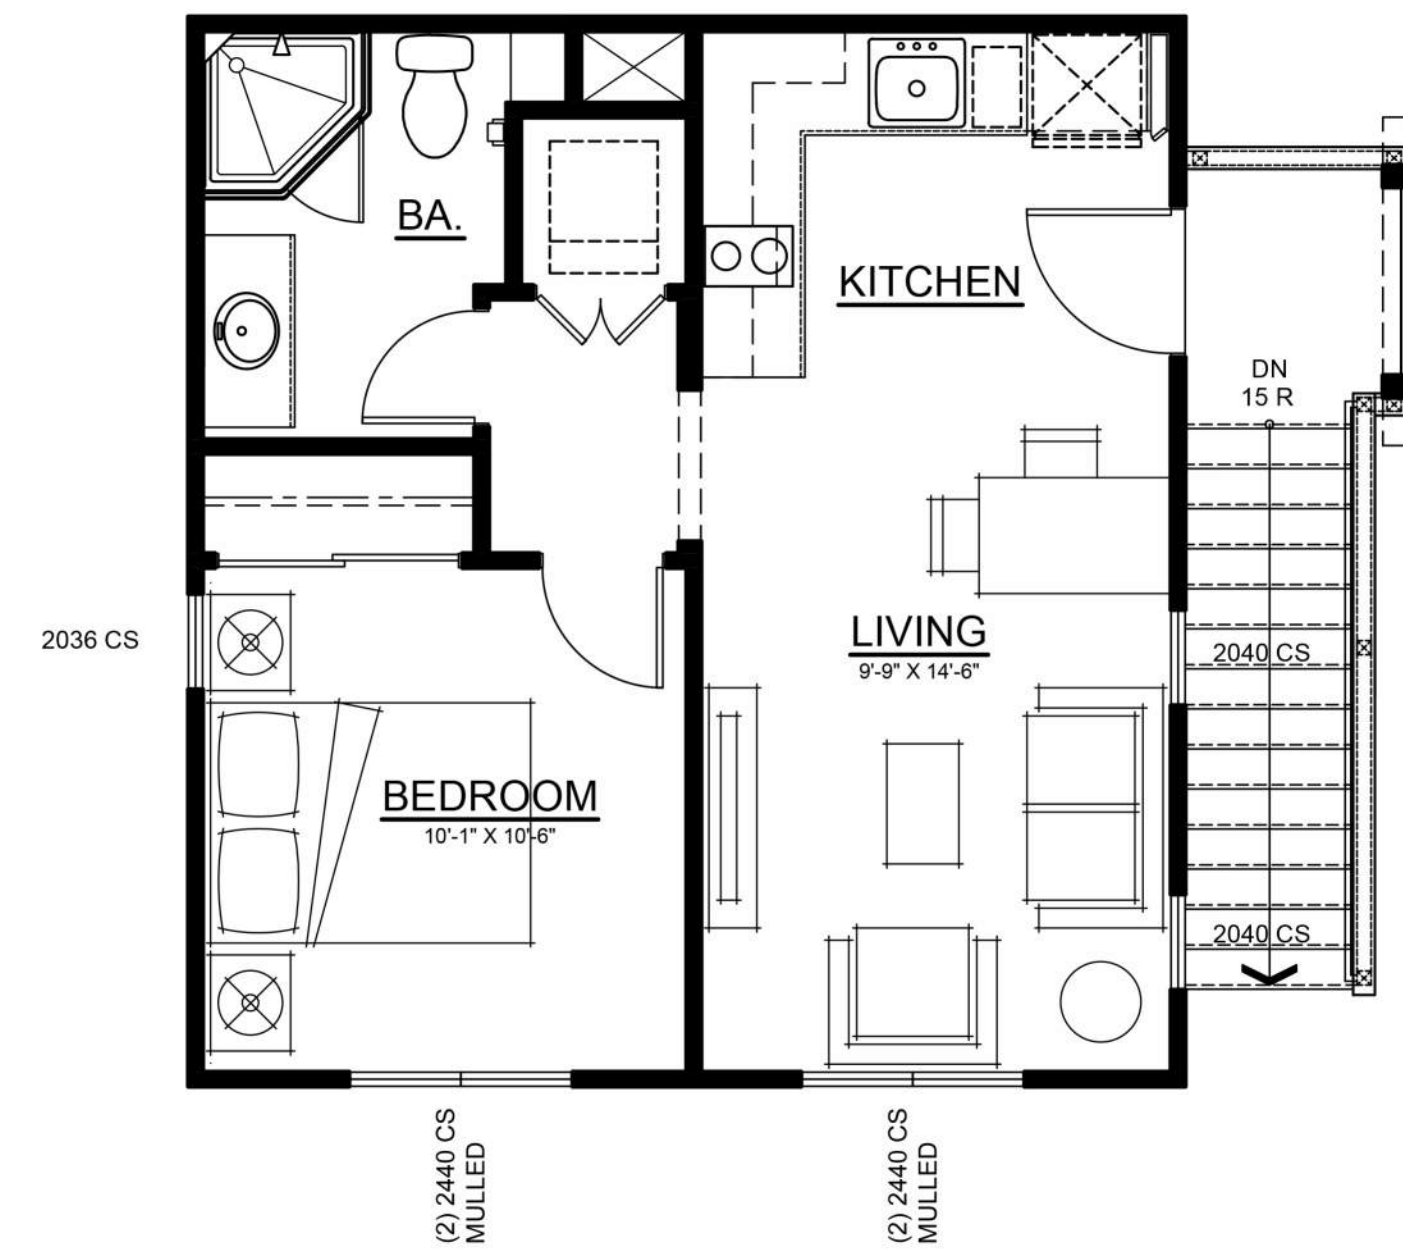 BA.
KITCHEN
DN
15 R
2036 CS
LIVING
9'-9" X 14'-6"
2040 CS
BEDROOM
10'-1" X 10'-6"
2040 CS
(2) 2440 CS
MULLED
(2) 2440 CS
MULLED